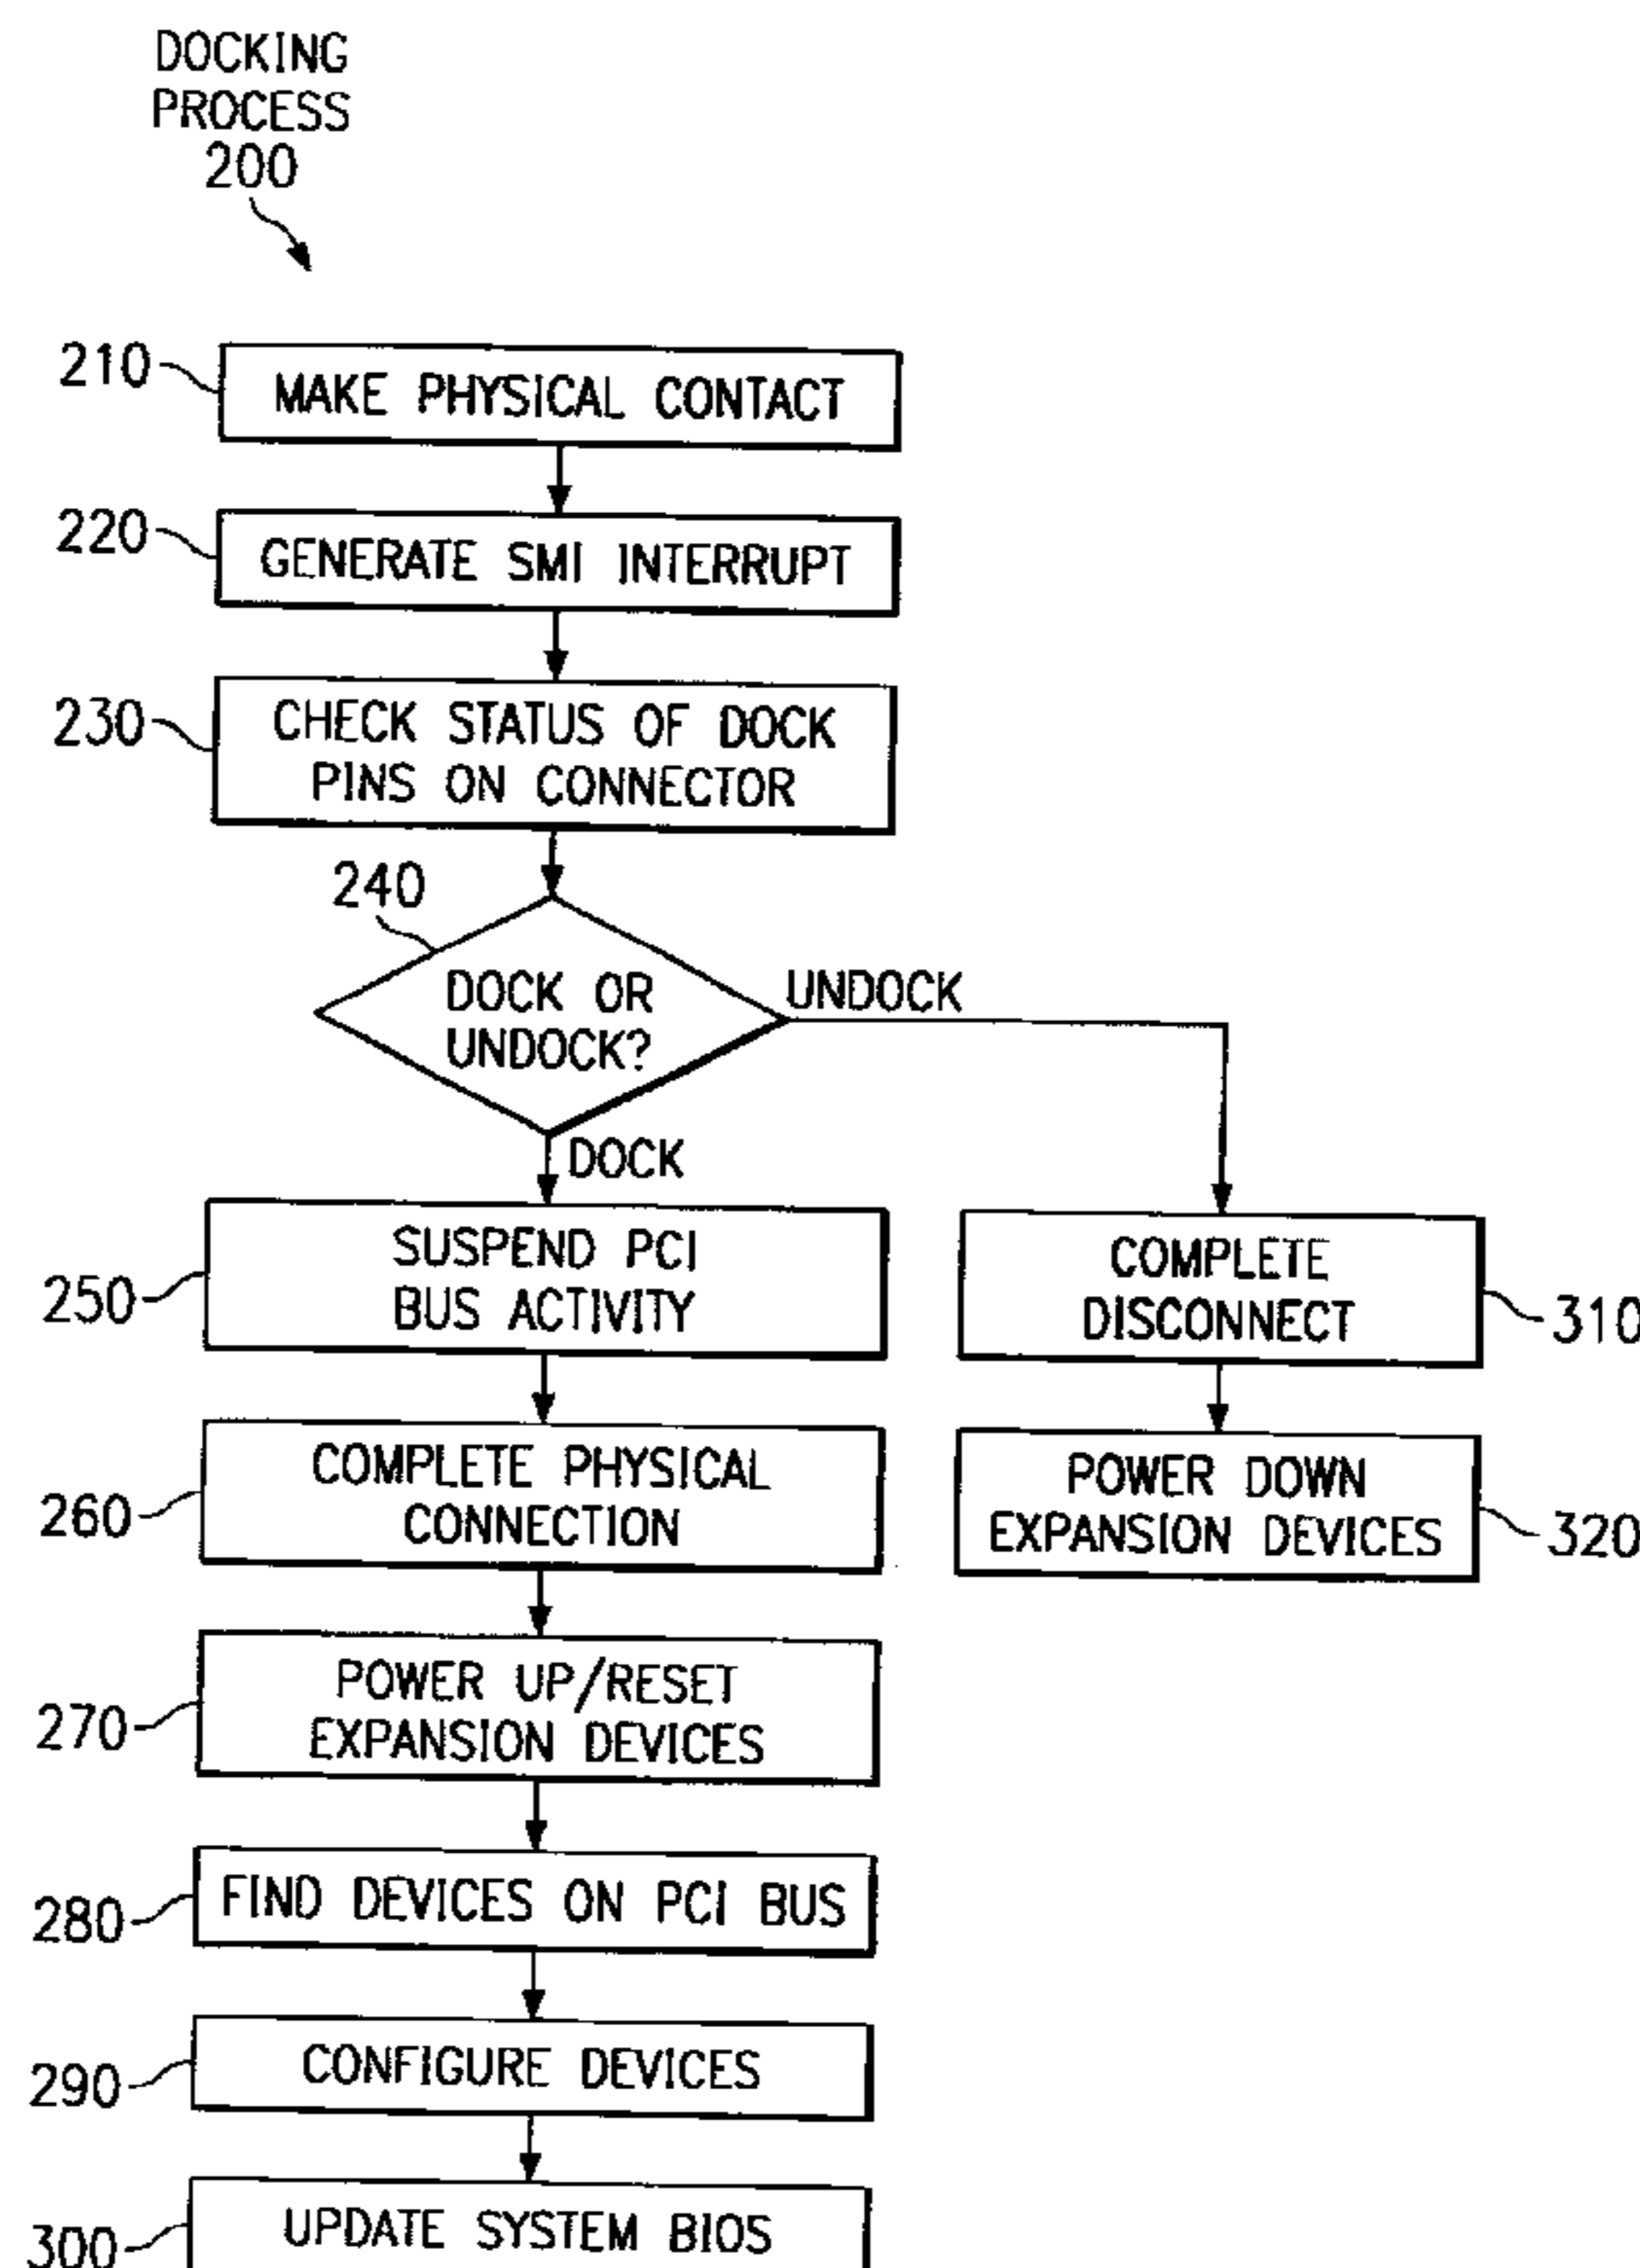 DOCKING
PROCESS
200
210
MAKE PHYSICAL CONTACT
220
GENERATE SMI INTERRUPT
230
CHECK STATUS OF DOCK
PINS ON CONNECTOR
240
DOCK OR
UNDOCK?
UNDOCK
DOCK
250
SUSPEND PCI
BUS ACTIVITY
COMPLETE
DISCONNECT
310
260
COMPLETE PHYSICAL
CONNECTION
POWER DOWN
EXPANSION DEVICES
320
270
POWER UP/RESET
EXPANSION DEVICES
280
FIND DEVICES ON PCI BUS
290
CONFIGURE DEVICES
300
UPDATE SYSTEM BIOS